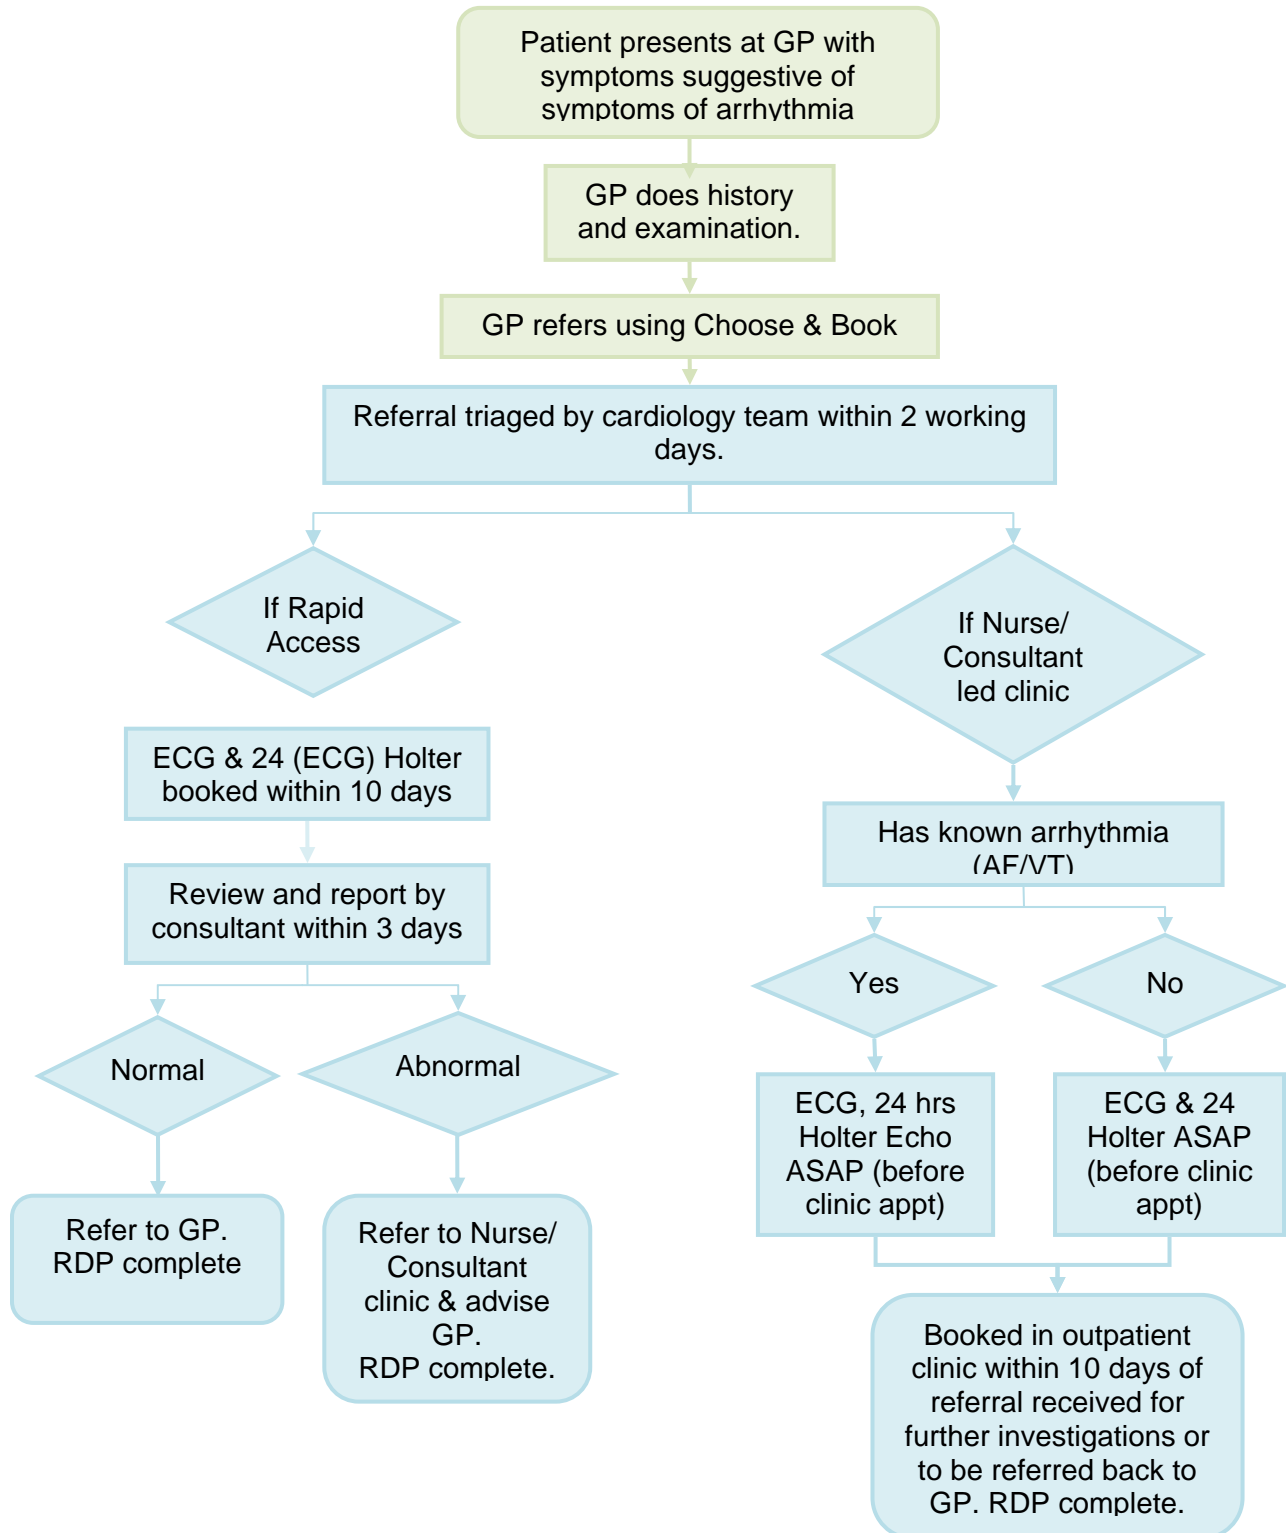 Patient presents at GP with
symptoms suggestive of
symptoms of arrhythmia
GP does history
and examination.
GP refers using Choose & Book
Referral triaged by cardiology team within 2 working
days.
If Rapid
Access
If Nurse/
Consultant
led clinic
ECG & 24 (ECG) Holter
booked within 10 days
Has known arrhythmia
(AF/VT)
Review and report by
consultant within 3 days
Yes
No
Normal
Abnormal
ECG, 24 hrs
Holter Echo
ASAP (before
clinic appt)
ECG & 24
Holter ASAP
(before clinic
appt)
Refer to GP.
RDP complete
Refer to Nurse/
Consultant
clinic & advise
GP.
RDP complete.
Booked in outpatient
clinic within 10 days of
referral received for
further investigations or
to be referred back to
GP. RDP complete.